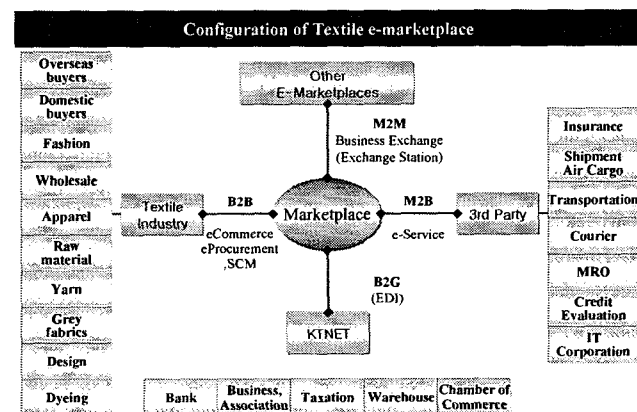 Configuration of Textile e-marketplace
Overseas
buyers
Domestic
buyers
Fashion
Wholesale
Apparel
Raw
material
Yarn
Grey
fabrics
Design
Dyeing
Textile
Industry
B2B
eCommerce
eProcurement
,SCM
Other
E-Marketplaces
M2M
Business Exchange
(Exchange Station)
Marketplace
M2B
e-Service
3rd Party
B2G
(EDI)
KTNET
Insurance
Shipment
Air Cargo
Transportation
Courier
MRO
Credit
Evaluation
IT
Corporation
Bank
Business,
Association
Taxation
Warehouse
Chamber of
Commerce